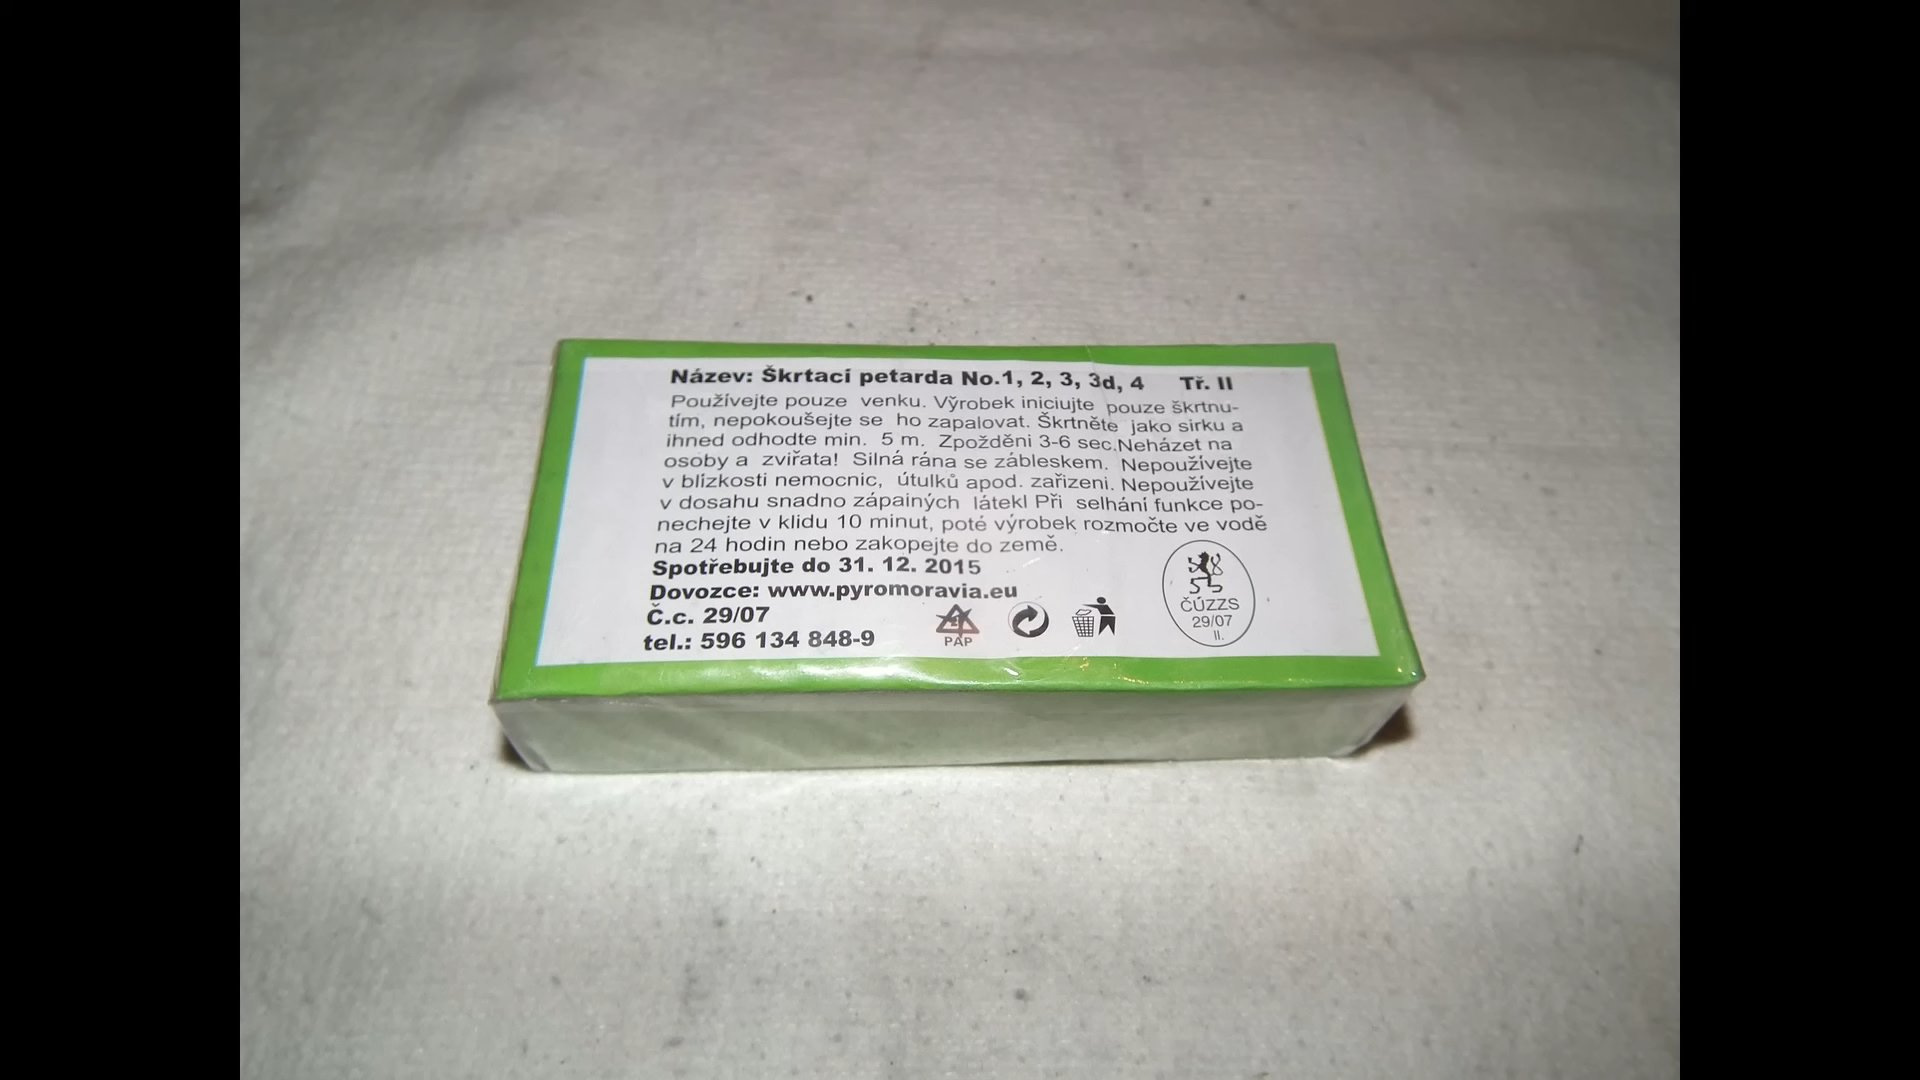 Název: Škrtací petarda No.1, 2, 3, 3d, 4 Tř. II
Používejte pouze venku. Výrobek iniciujte pouze škrtnu-
tím, nepokoušejte se ho zapalovat. Škrtněte jako sirku a
ihned odhodte min. 5 m. Zpožděni 3-6 sec.Neházet na
osoby a zviřata! Silná rána se zábleskem. Nepoužívejte
v blízkosti nemocnic, útulků apod. zařizeni. Nepoužívejte
v dosahu snadno zápainých látekl Při selhání funkce po-
nechejte v klidu 10 minut, poté výrobek rozmočte ve vodě
na 24 hodin nebo zakopejte do země.
Spotřebujte do 31. 12. 2015
Dovozce: www.pyromoravia.eu
Č.c. 29/07
tel.: 596 134 848-9
PAP
ČÚZZS
29/07
II.